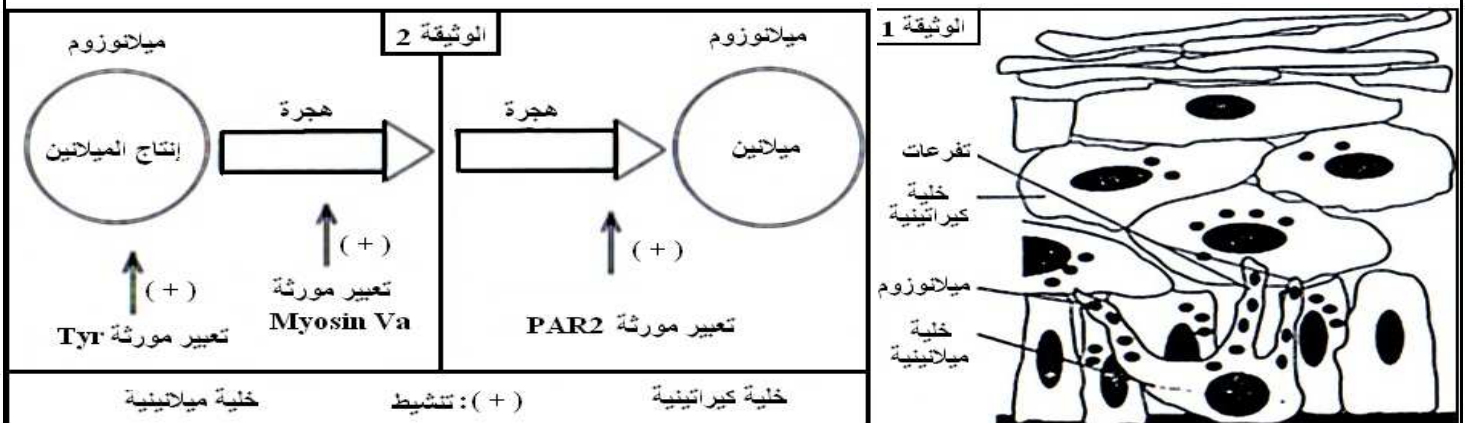 الوثيقة 1
تفرعات
خلية
كيراتينية
ميلانوزوم
خلية
ميلانينية
الوثيقة 2
ميلانوزوم
ميلانين
هجرة
( + )
تعبير مورثة PAR2
خلية كيراتينية
ميلانوزوم
إنتاج الميلانين
هجرة
( + )
تعبير مورثة
Myosin Va
( + )
تعبير مورثة Tyr
( + ): تنشيط
خلية ميلانينية